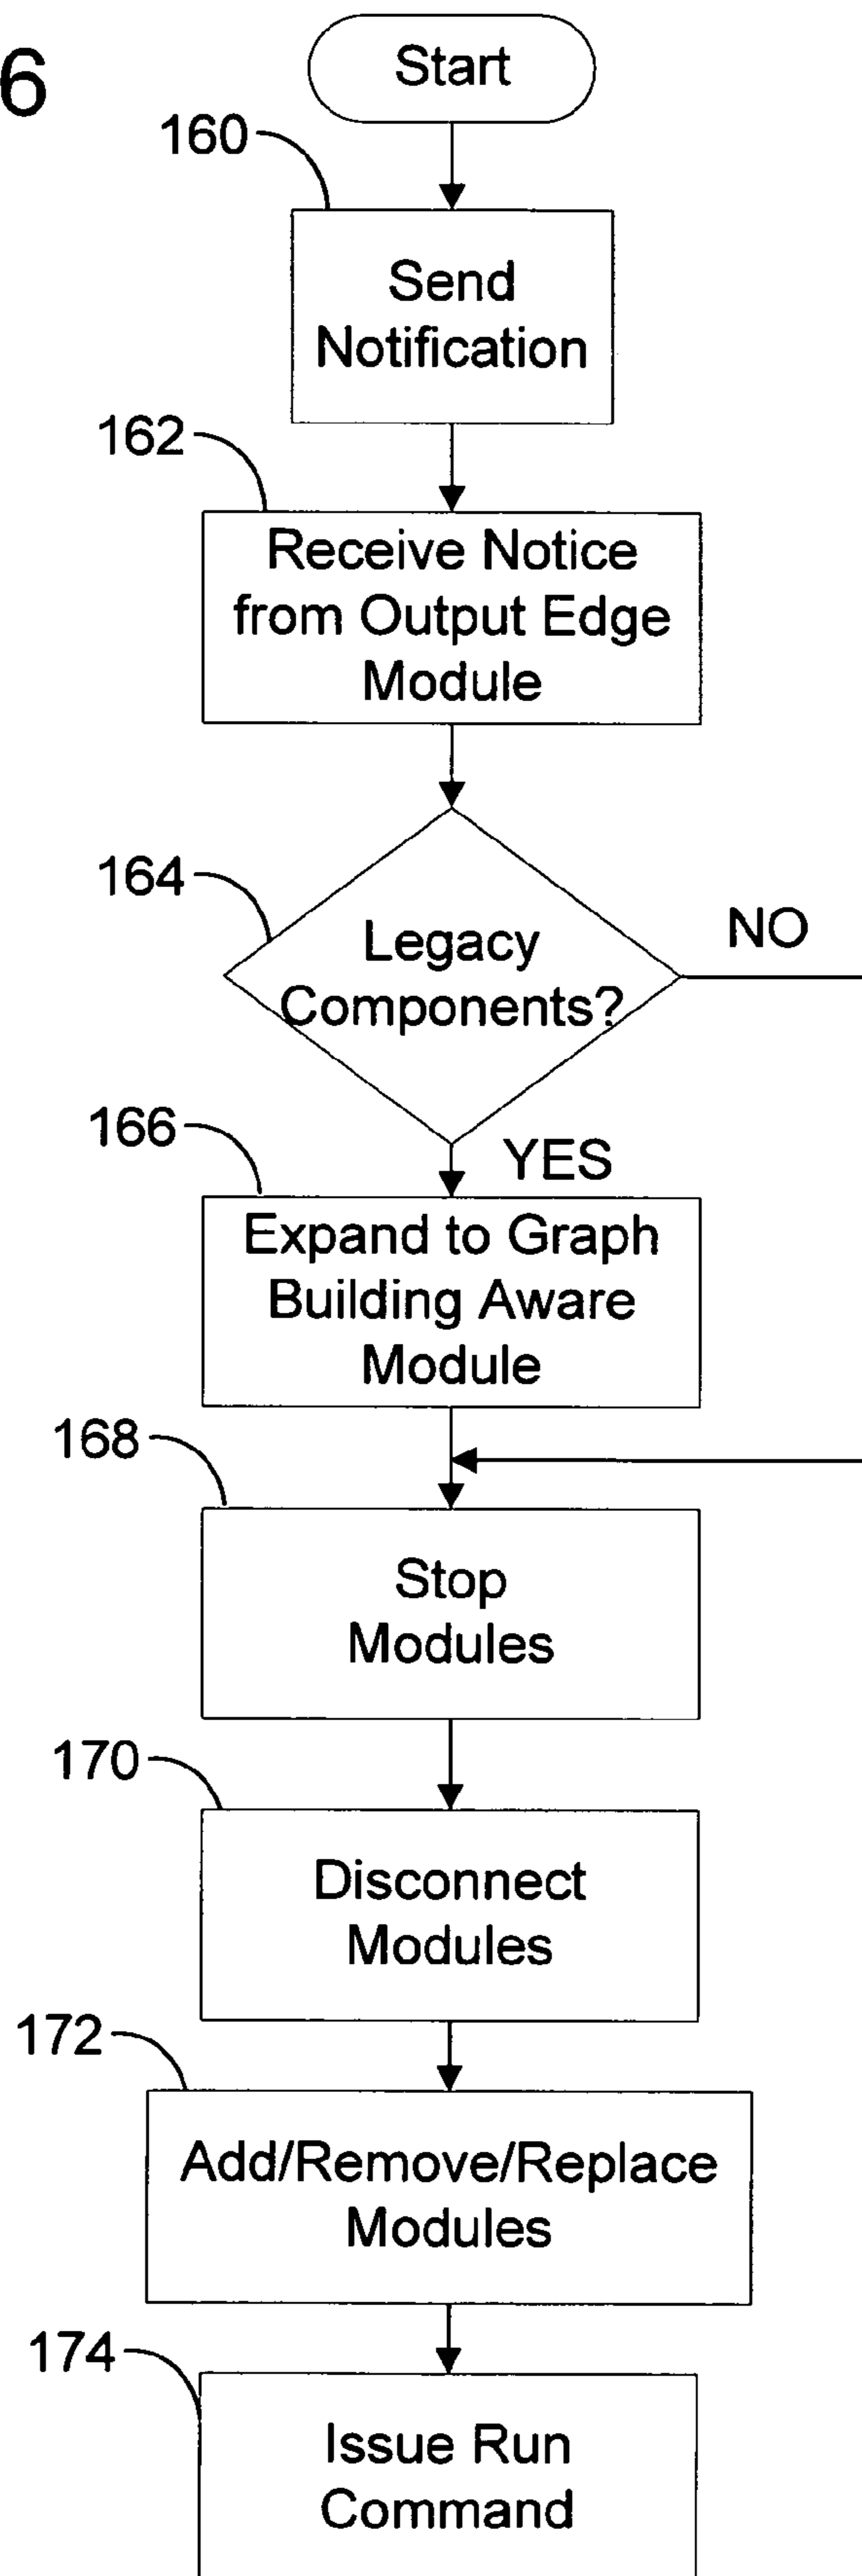 6
Start
160
Send
Notification
162
Receive Notice
from Output Edge
Module
164
Legacy
Components?
NO
YES
166
Expand to Graph
Building Aware
Module
168
Stop
Modules
170
Disconnect
Modules
172
Add/Remove/Replace
Modules
174
Issue Run
Command